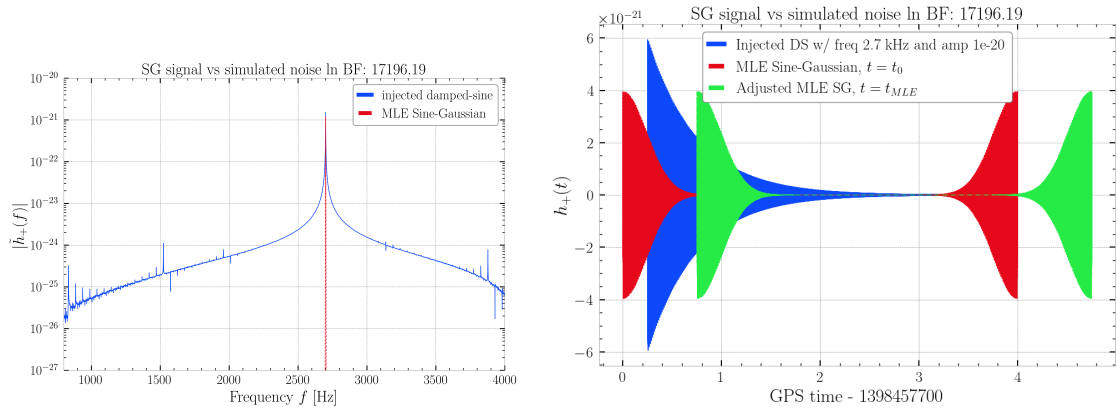 SG signal vs simulated noise ln BF: 17196.19
10⁻²⁰
10⁻²¹
10⁻²²
10⁻²³
10⁻²⁴
10⁻²⁵
10⁻²⁶
10⁻²⁷
|h̃₊(f)|
injected damped-sine
MLE Sine-Gaussian
1000 1500 2000 2500 3000 3500 4000
Frequency f [Hz]
SG signal vs simulated noise ln BF: 17196.19
×10⁻²¹
6
4
2
0
−2
−4
−6
h₊(t)
Injected DS w/ freq 2.7 kHz and amp 1e-20
MLE Sine-Gaussian, t = t₀
Adjusted MLE SG, t = t_MLE
0 1 2 3 4
GPS time - 1398457700